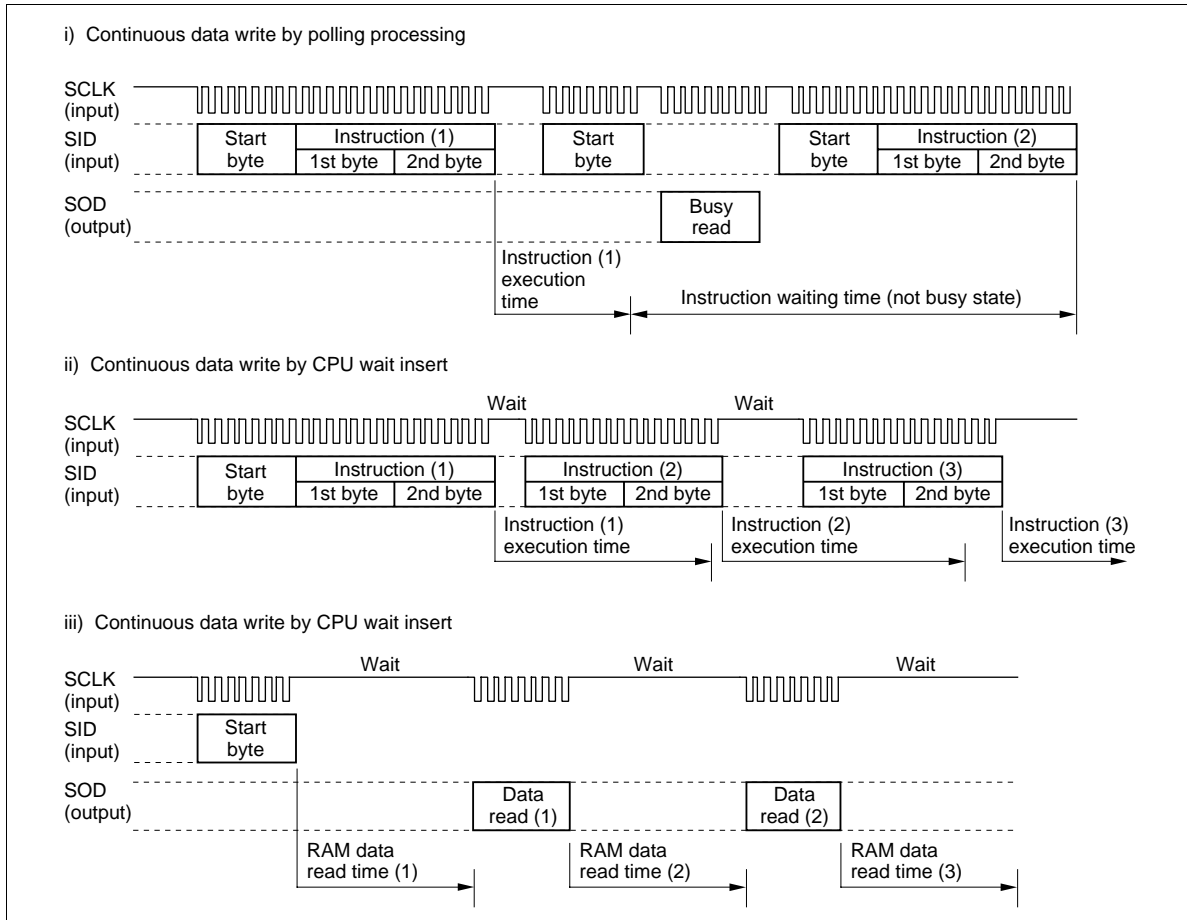 i) Continuous data write by polling processing
SCLK
(input)
SID
(input)
Start
byte
Instruction (1)
1st byte
2nd byte
Start
byte
Start
byte
Instruction (2)
1st byte
2nd byte
SOD
(output)
Busy
read
Instruction (1)
execution
time
Instruction waiting time (not busy state)
ii) Continuous data write by CPU wait insert
Wait
Wait
SCLK
(input)
SID
(input)
Start
byte
Instruction (1)
1st byte
2nd byte
Instruction (2)
1st byte
2nd byte
Instruction (3)
1st byte
2nd byte
Instruction (1)
execution time
Instruction (2)
execution time
Instruction (3)
execution time
iii) Continuous data write by CPU wait insert
Wait
Wait
Wait
SCLK
(input)
SID
(input)
Start
byte
SOD
(output)
Data
read (1)
Data
read (2)
RAM data
read time (1)
RAM data
read time (2)
RAM data
read time (3)